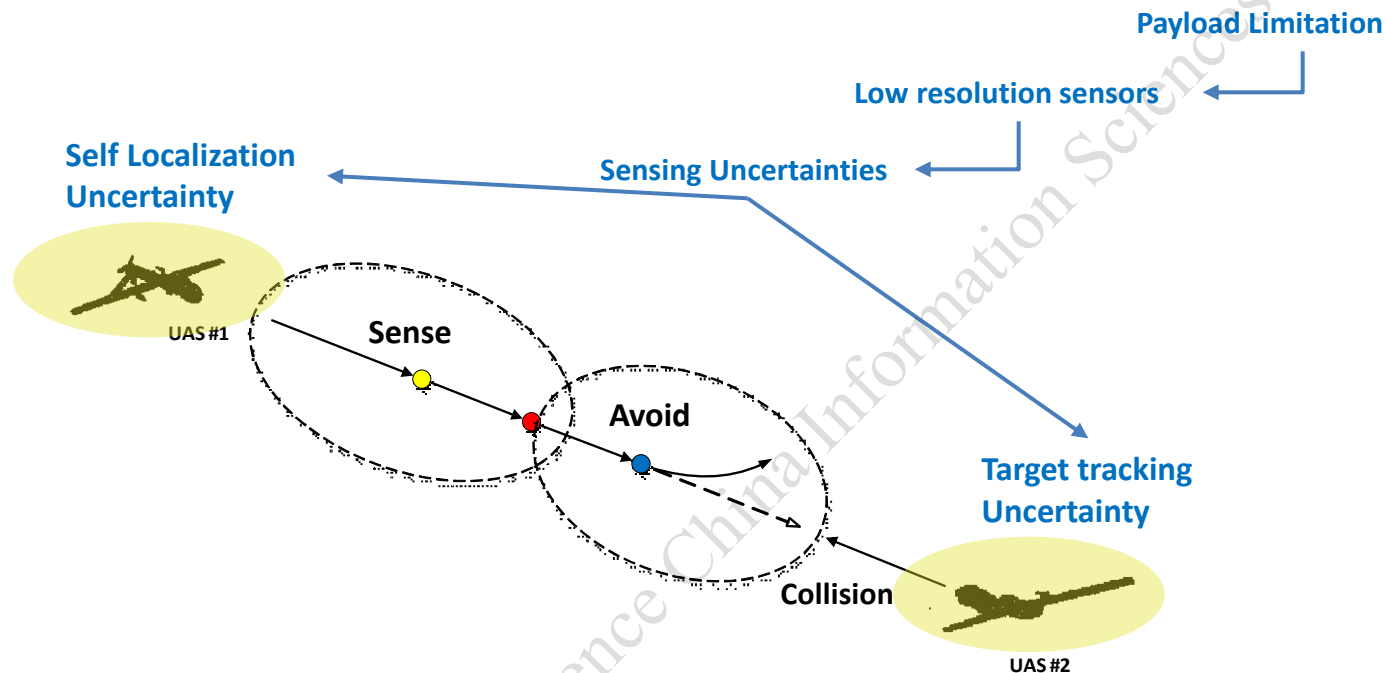 Payload Limitation
Low resolution sensors
Self Localization
Uncertainty
Sensing Uncertainties
UAS #1
Sense
Avoid
Target tracking
Uncertainty
Collision
UAS #2
Science China Information Sciences